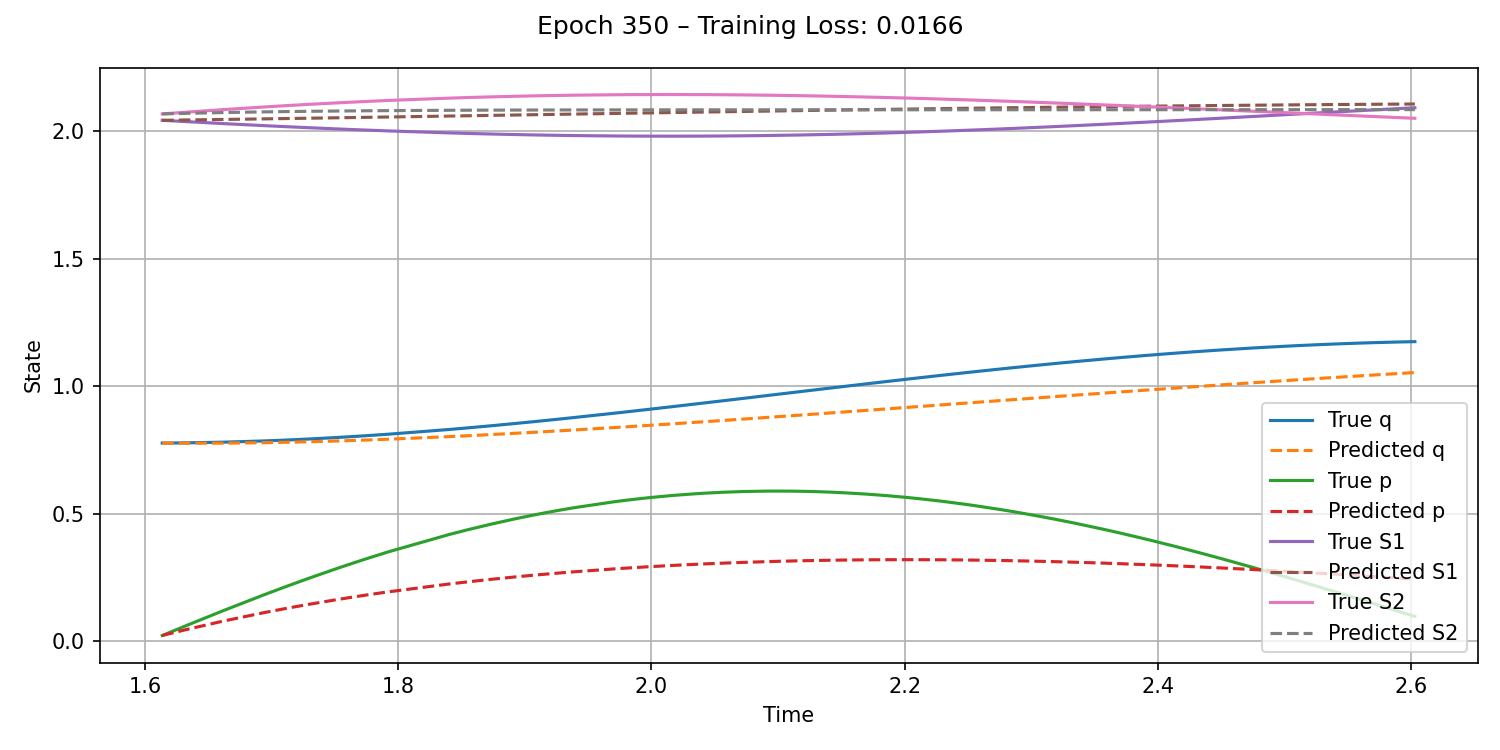 Epoch 350 – Training Loss: 0.0166
State
2.0
1.5
1.0
0.5
0.0
True q
Predicted q
True p
Predicted p
True S1
Predicted S1
True S2
Predicted S2
1.6 1.8 2.0 2.2 2.4 2.6
Time